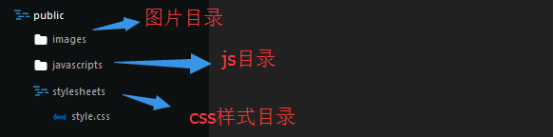 public
图片目录
images
javascripts
js目录
stylesheets
css样式目录
style.css